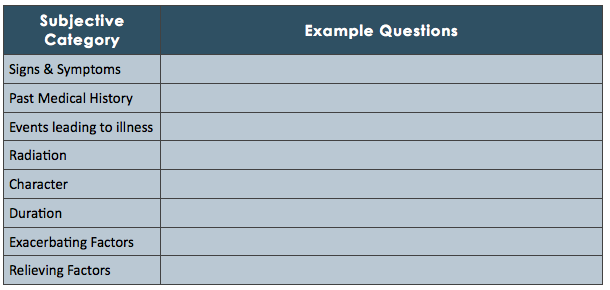 Subjective
Category
Example Questions
Signs & Symptoms
Past Medical History
Events leading to illness
Radiation
Character
Duration
Exacerbating Factors
Relieving Factors